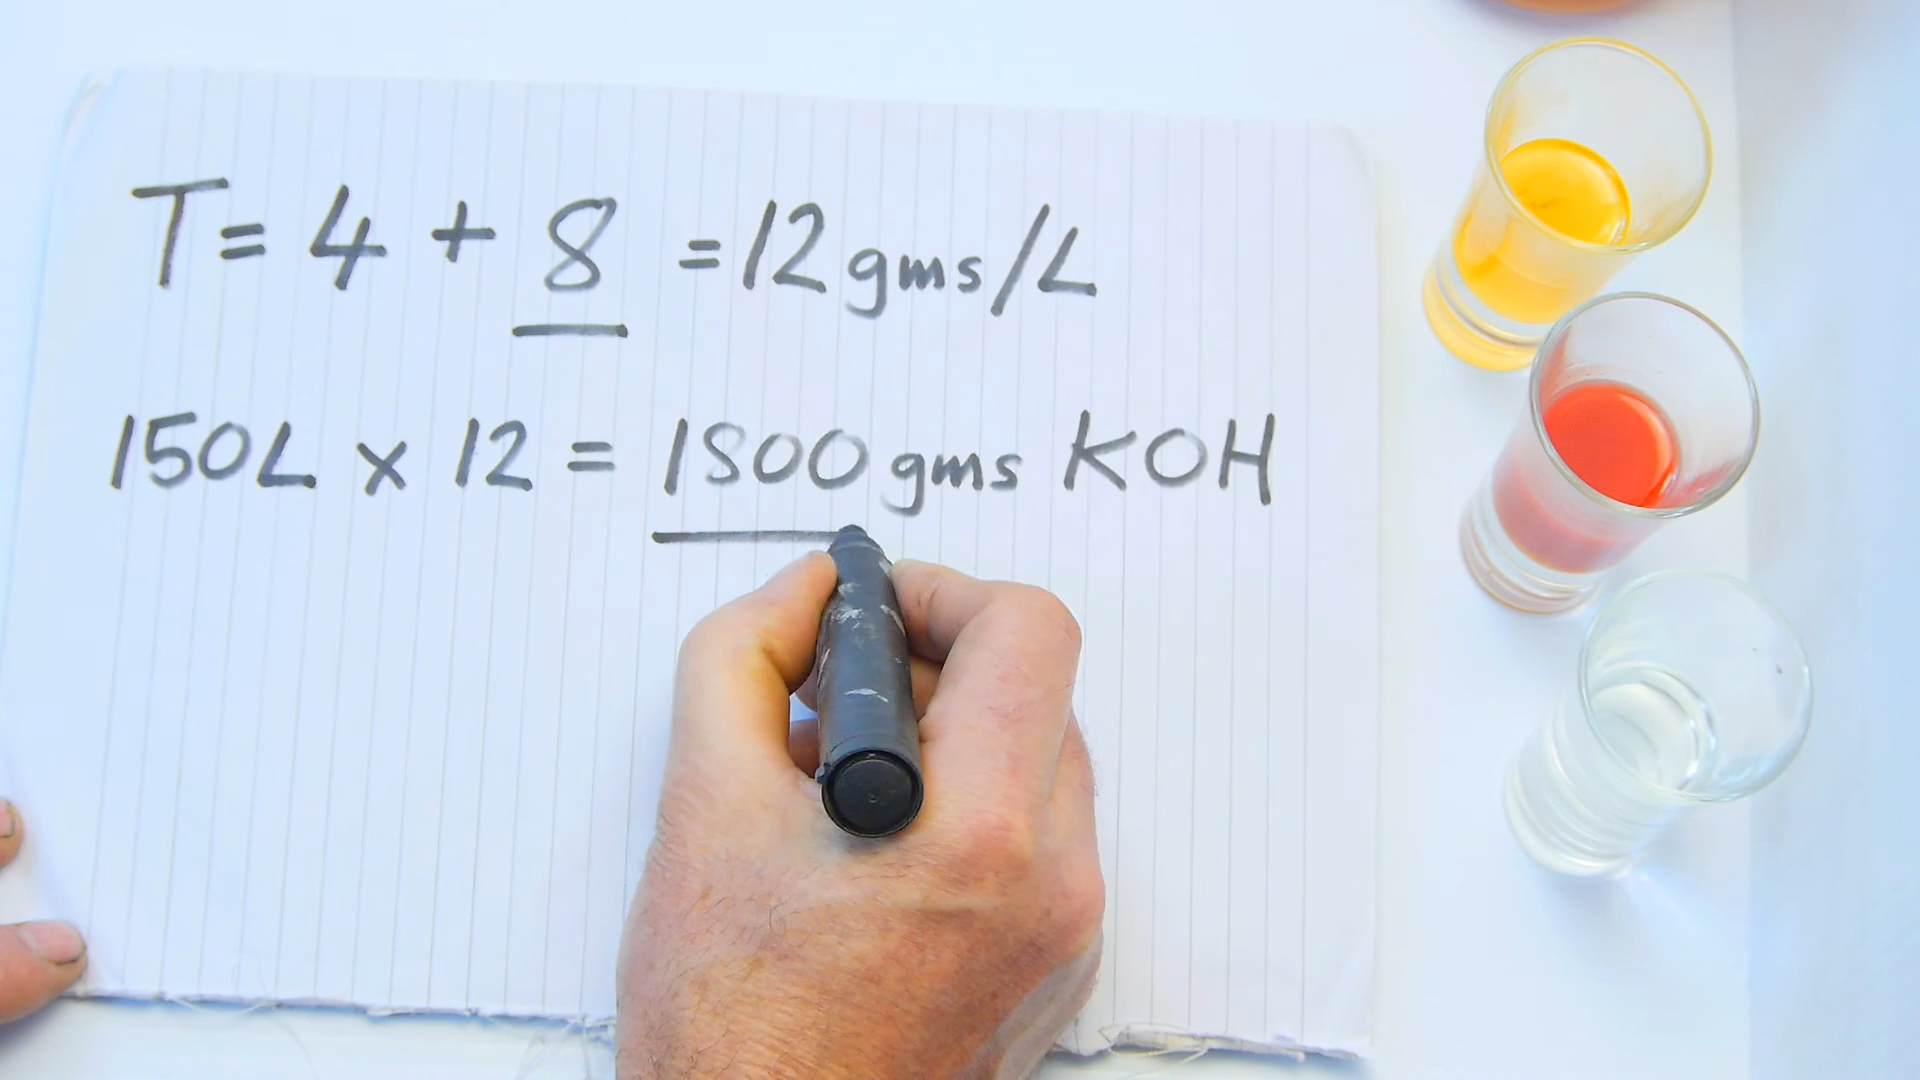 T = 4 + 8 = 12 gms/L
150L x 12 = 1800 gms KOH